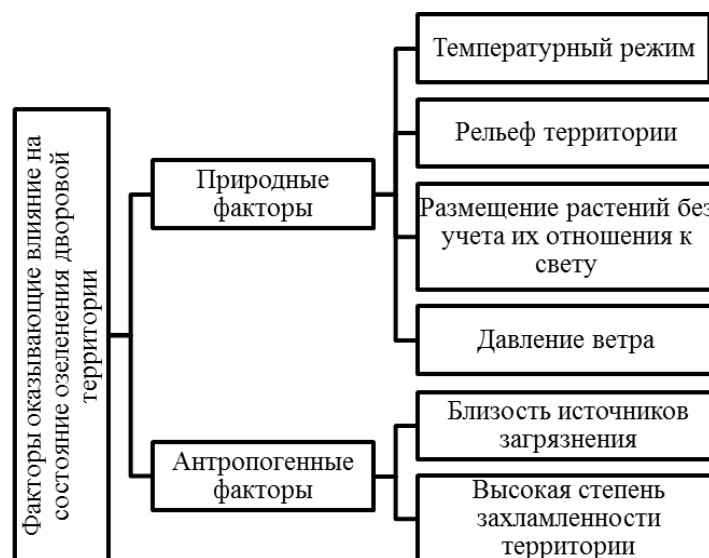 Факторы оказывающие влияние на
состояние озеленения дворовой
территории
Природные
факторы
Температурный режим
Рельеф территории
Размещение растений без
учета их отношения к
свету
Давление ветра
Антропогенные
факторы
Близость источников
загрязнения
Высокая степень
захламленности
территории